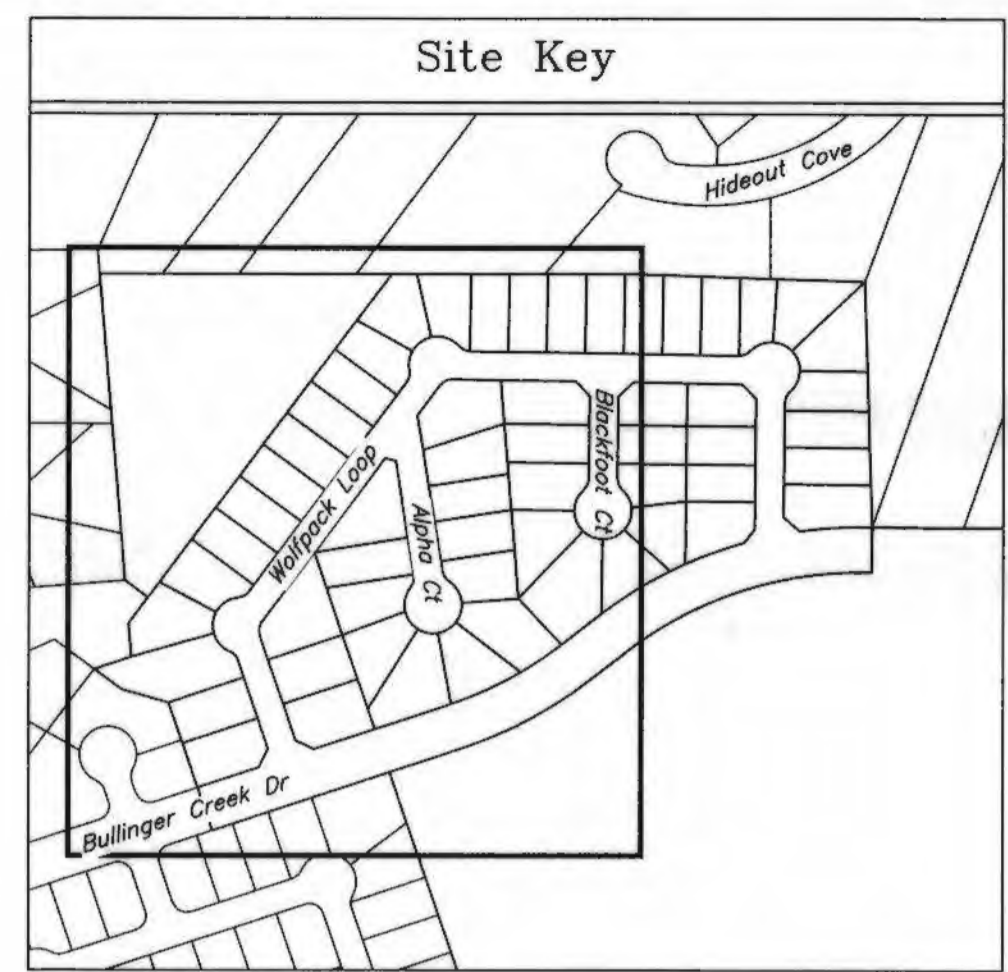 Site Key
Hideout Cove
Blackfoot Ct
Wolfpack Loop
Alpha Ct
Bullinger Creek Dr